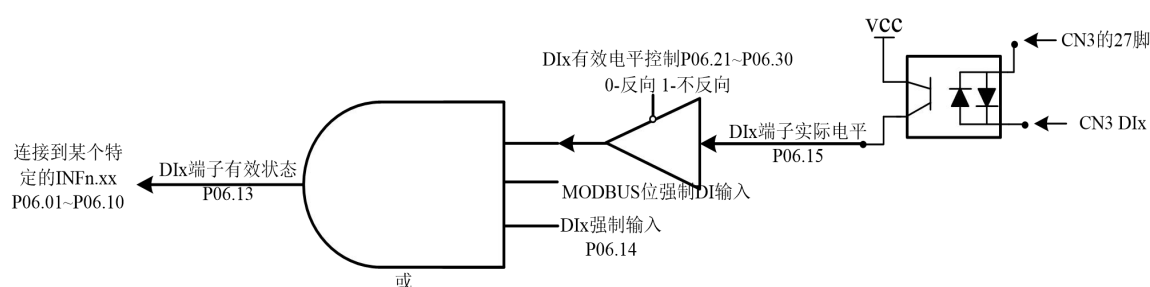 VCC
CN3的27脚
DIx有效电平控制P06.21~P06.30
0-反向 1-不反向
CN3 DIx
DIx端子实际电平
P06.15
连接到某个特
定的INFn.xx
P06.01~P06.10
DIx端子有效状态
P06.13
MODBUS位强制DI输入
DIx强制输入
P06.14
或